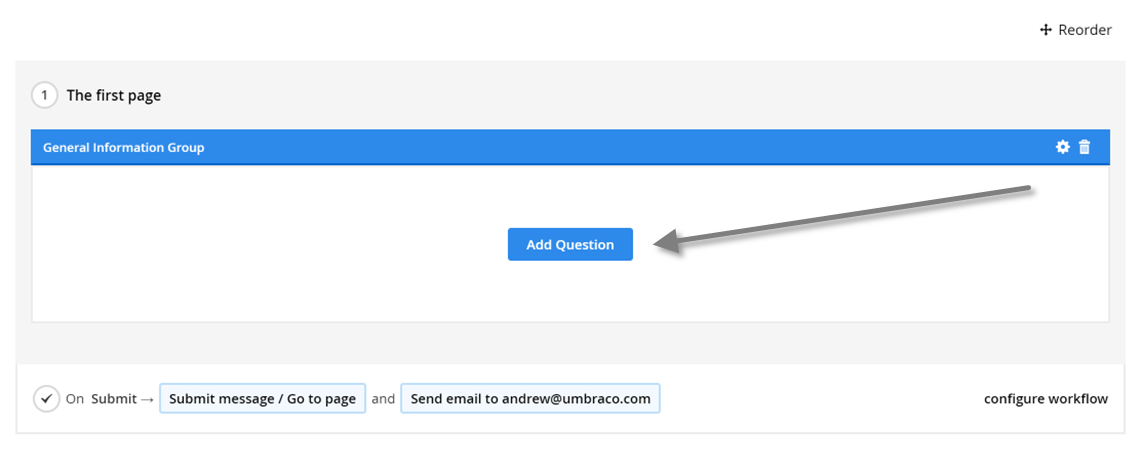 Reorder
1 The first page
General Information Group
Add Question
On Submit → Submit message / Go to page and Send email to andrew@umbraco.com configure workflow